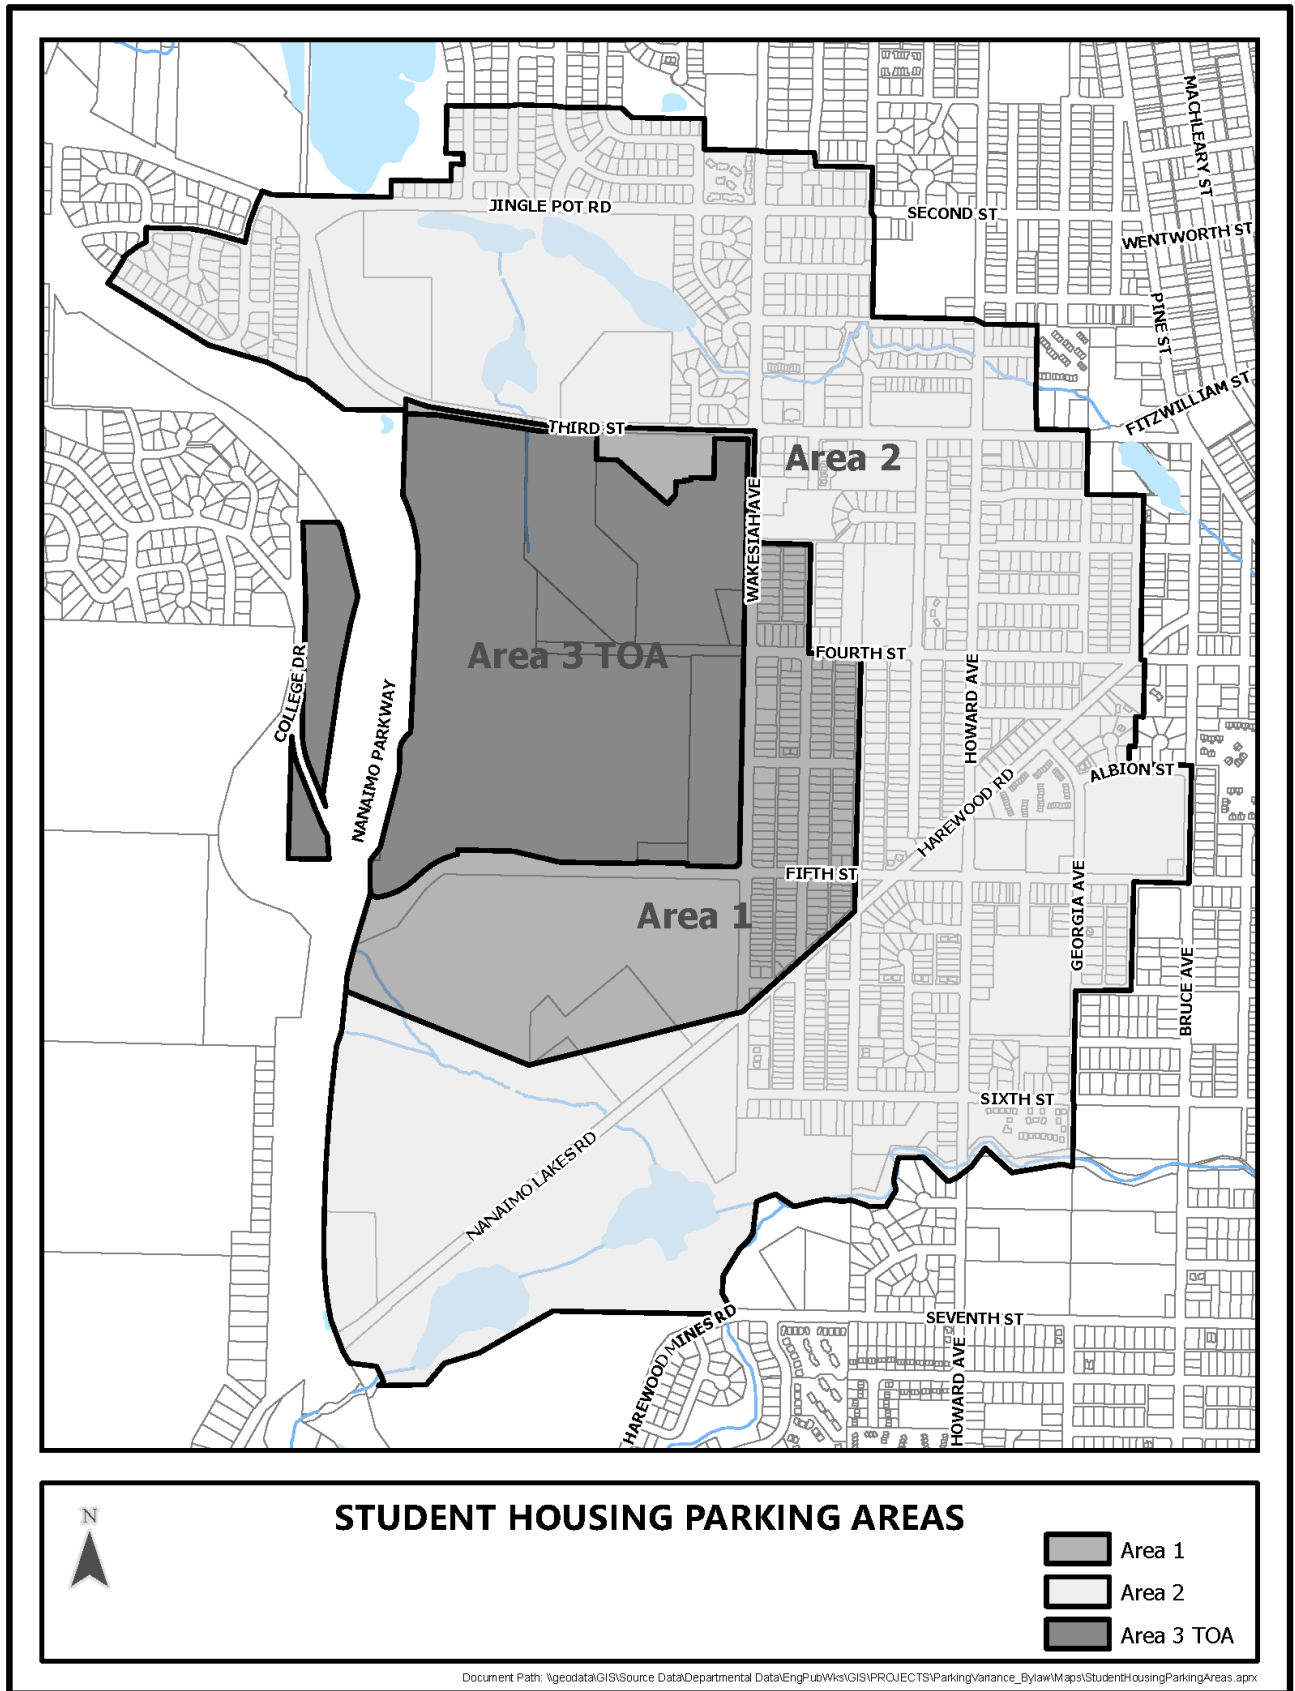 MACHLEARY ST
JINGLE POT RD
SECOND ST
WENTWORTH ST
PINE ST
FITZWILLIAM ST
THIRD ST
Area 2
WAKESIAH AVE
Area 3 TOA
FOURTH ST
HOWARD AVE
COLLEGE DR
NANAIMO PARKWAY
ALBION ST
HAREWOOD RD
FIFTH ST
Area 1
GEORGIA AVE
BRUCE AVE
SIXTH ST
NANAIMO LAKES RD
SEVENTH ST
HAREWOOD MINES RD
HOWARD AVE
N
STUDENT HOUSING PARKING AREAS
Area 1
Area 2
Area 3 TOA
Document Path: \\geodata\GIS\Source Data\Departmental Data\EngPubWks\GIS\PROJECTS\ParkingVariance_Bylaw\Maps\StudentHousingParkingAreas.aprx